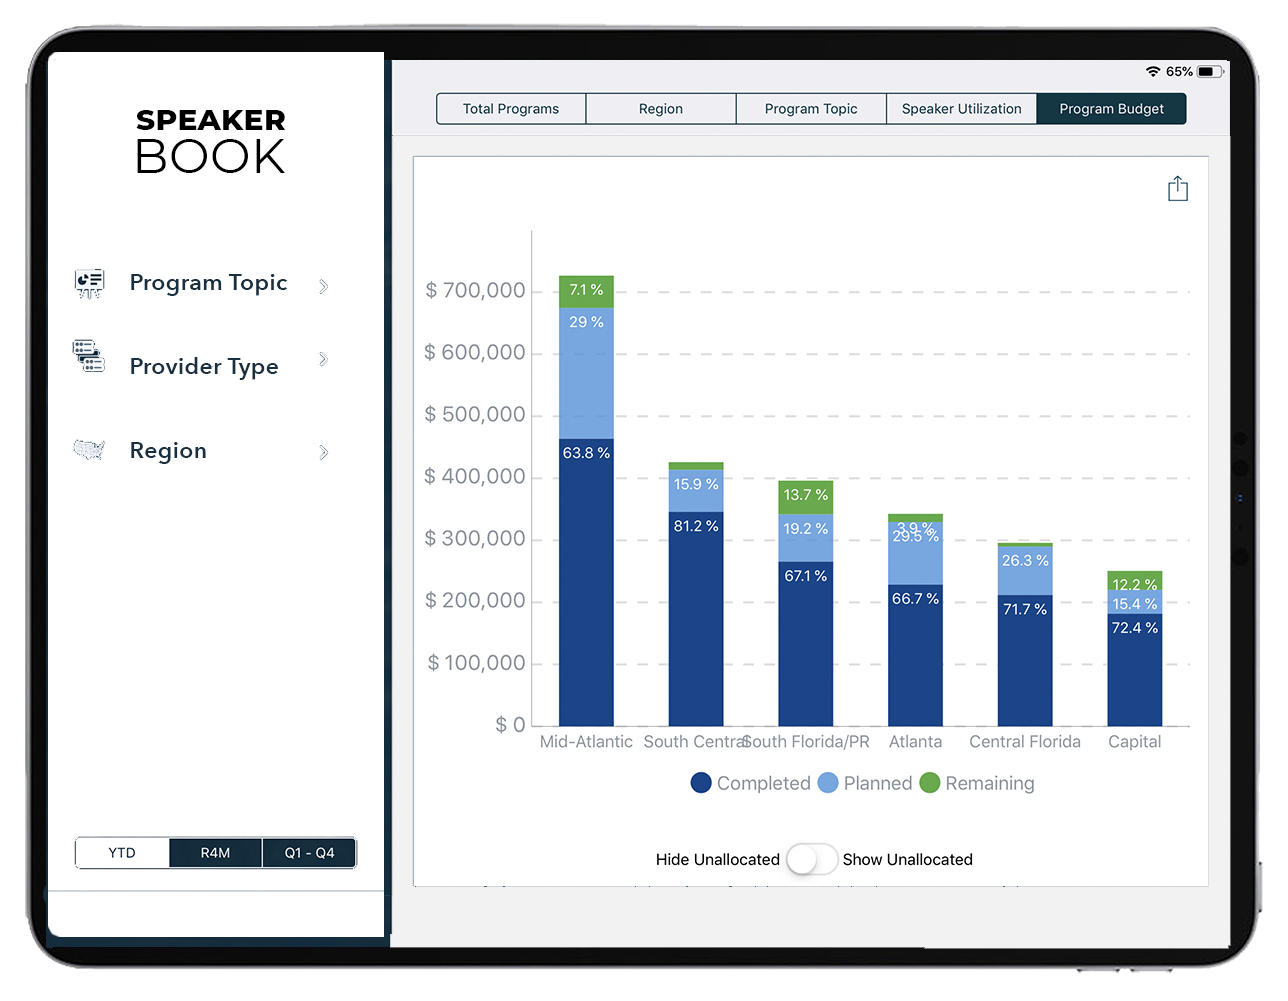 65%
SPEAKER
BOOK
Total Programs
Region
Program Topic
Speaker Utilization
Program Budget
Program Topic
Provider Type
Region
YTD
R4M
Q1 - Q4
$ 700,000
$ 600,000
$ 500,000
$ 400,000
$ 300,000
$ 200,000
$ 100,000
$ 0
7.1 %
29 %
63.8 %
15.9 %
81.2 %
13.7 %
19.2 %
67.1 %
3.9 %
29.5 %
66.7 %
26.3 %
71.7 %
12.2 %
15.4 %
72.4 %
Mid-Atlantic
South Central
South Florida/PR
Atlanta
Central Florida
Capital
Completed
Planned
Remaining
Hide Unallocated
Show Unallocated